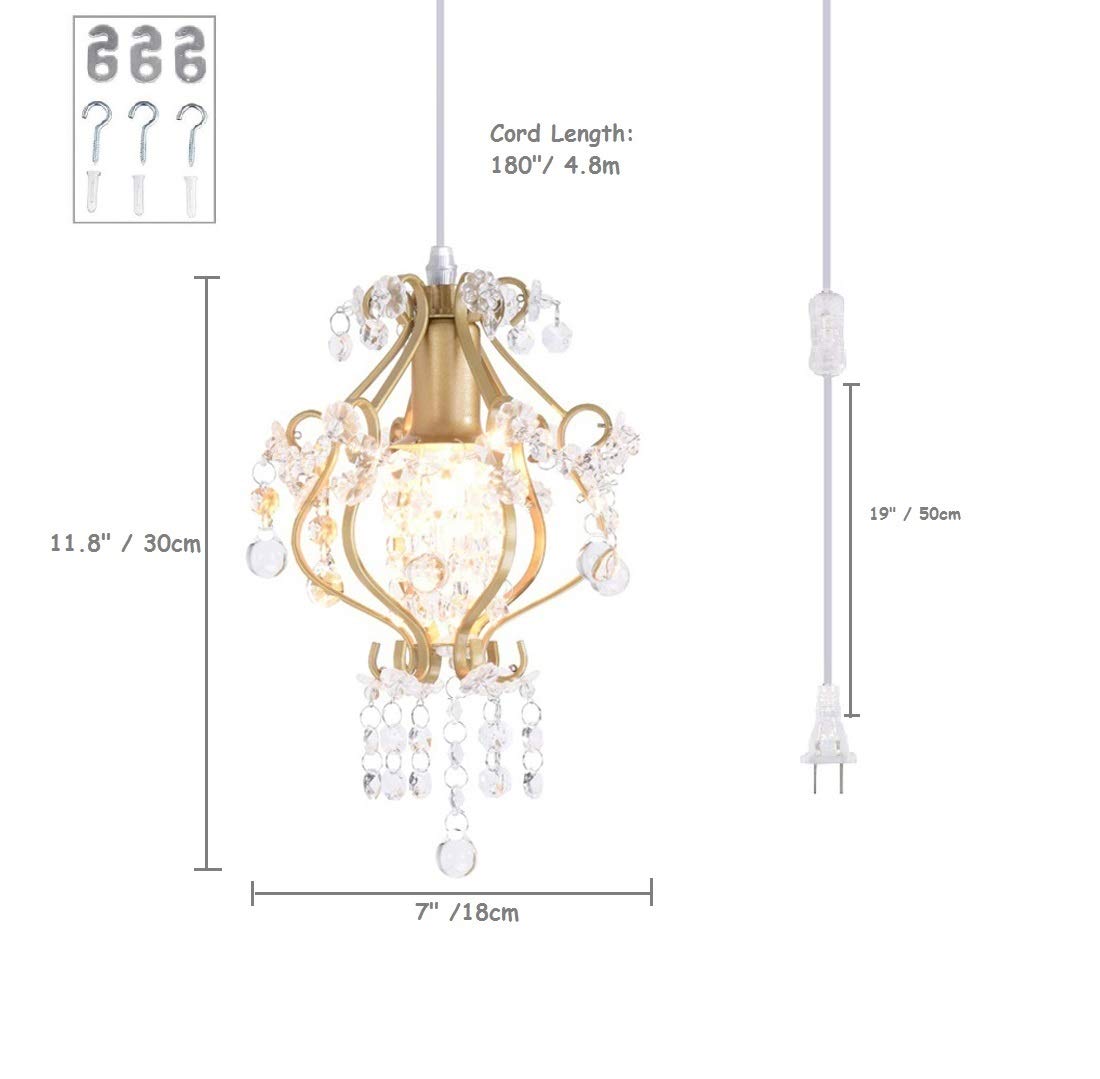 Cord Length:
180"/ 4.8m
19" / 50cm
11.8" / 30cm
7" /18cm